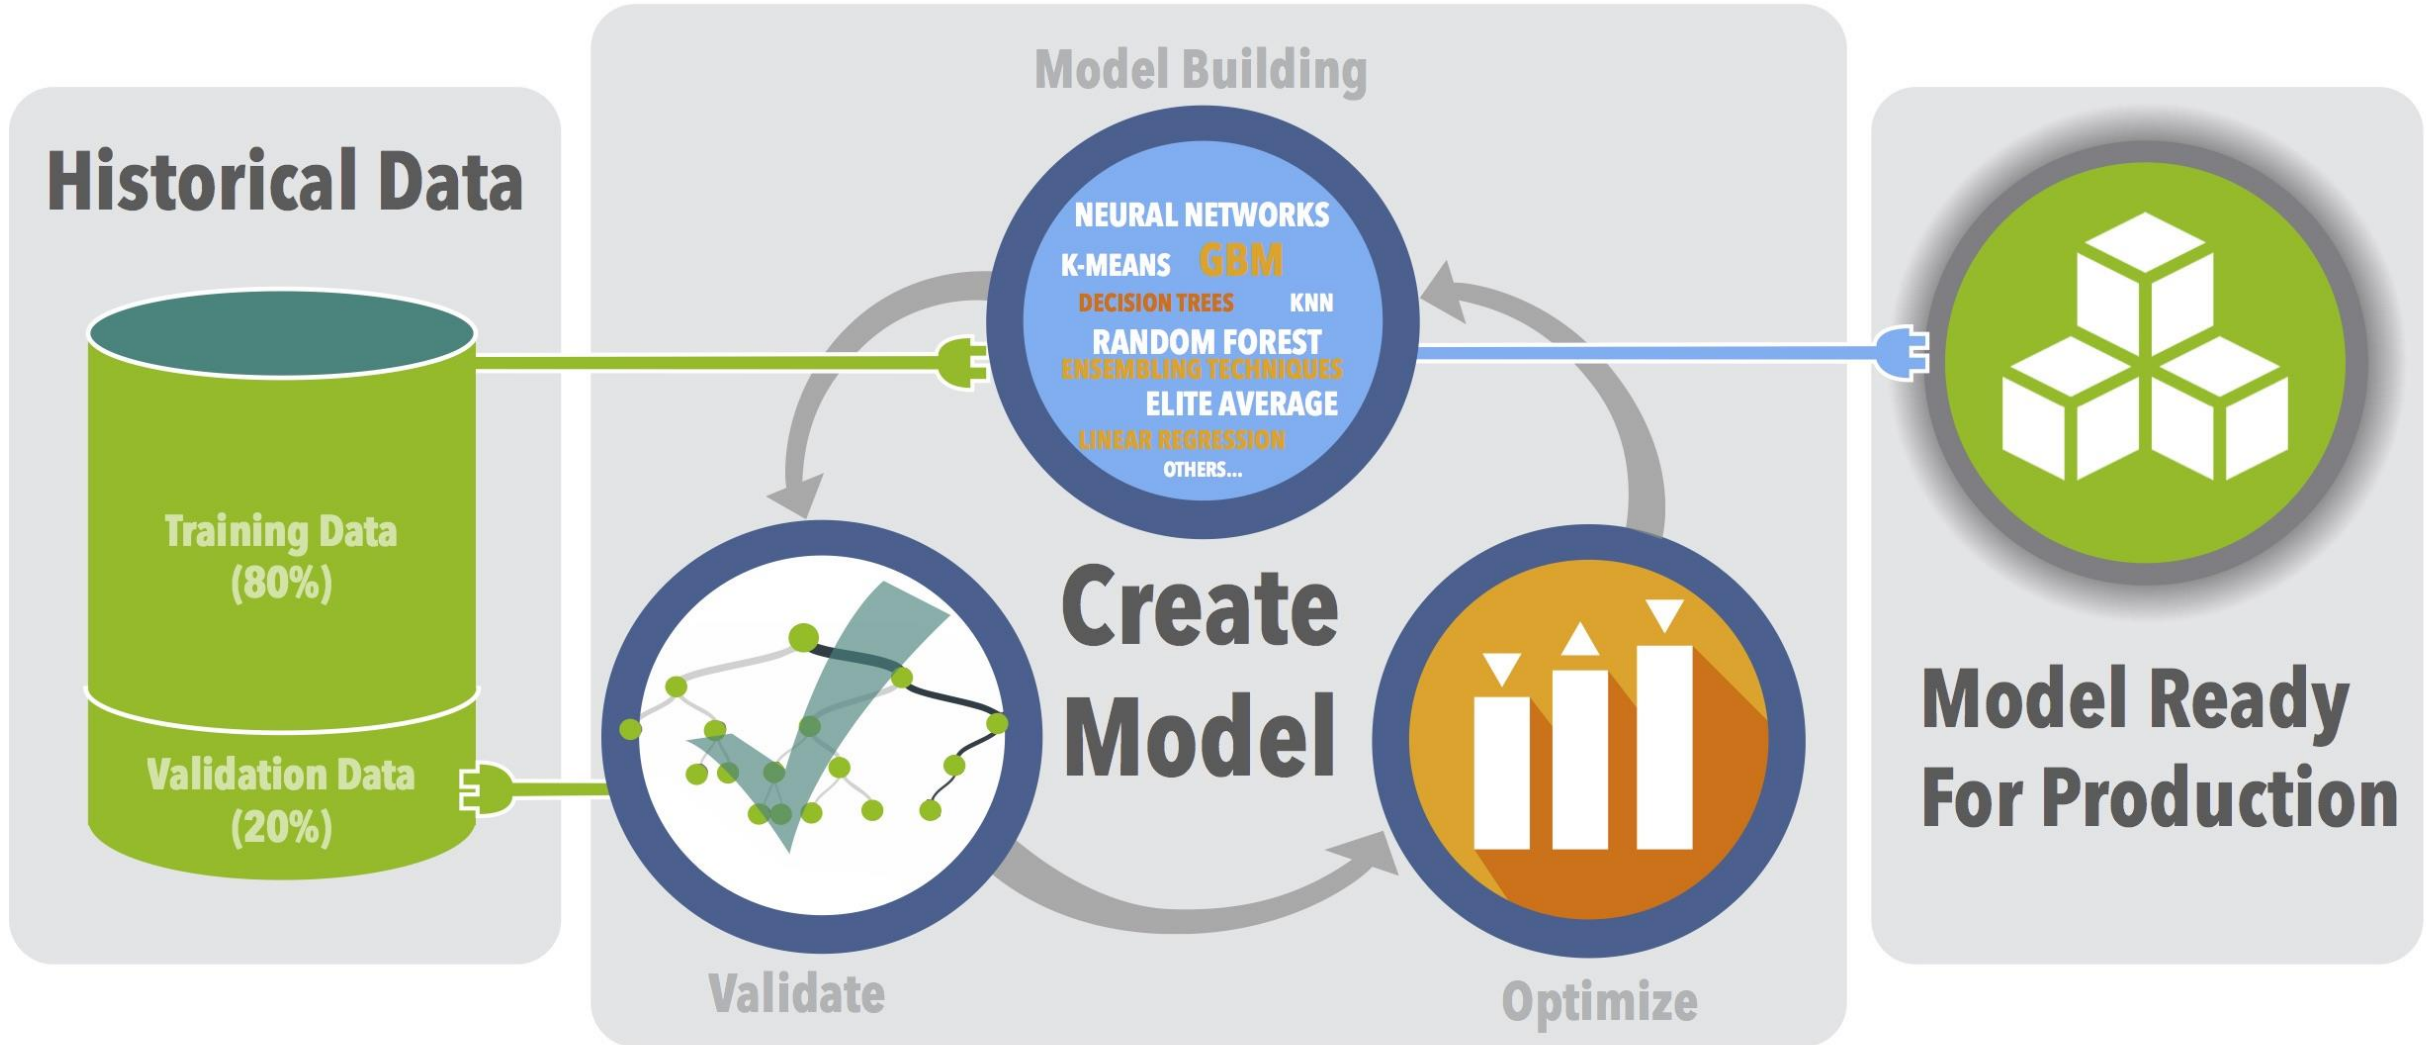 Historical Data
Training Data
(80%)
Validation Data
(20%)
Model Building
NEURAL NETWORKS
K-MEANS GBM
DECISION TREES KNN
RANDOM FOREST
ENSEMBLING TECHNIQUES
ELITE AVERAGE
LINEAR REGRESSION
OTHERS...
Create
Model
Validate
Optimize
Model Ready
For Production